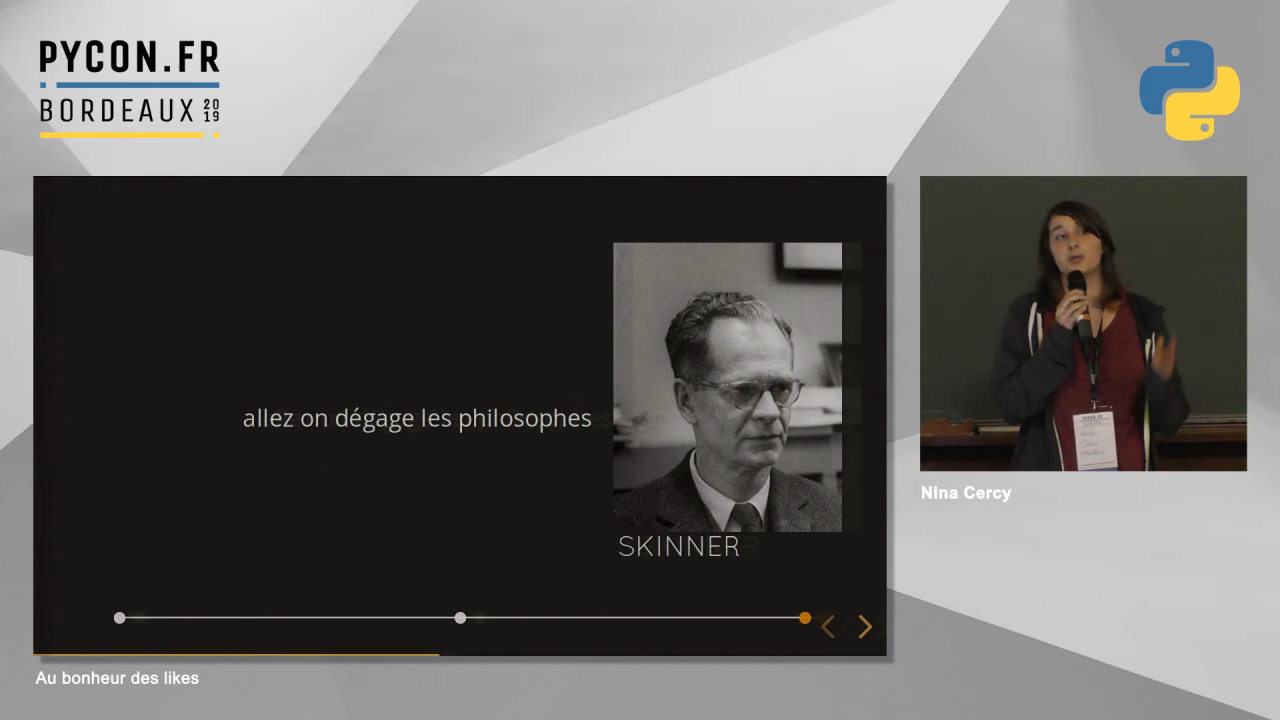 PYCON.FR
BORDEAUX 2019
allez on dégage les philosophes
SKINNER
Nina Cercy
Au bonheur des likes